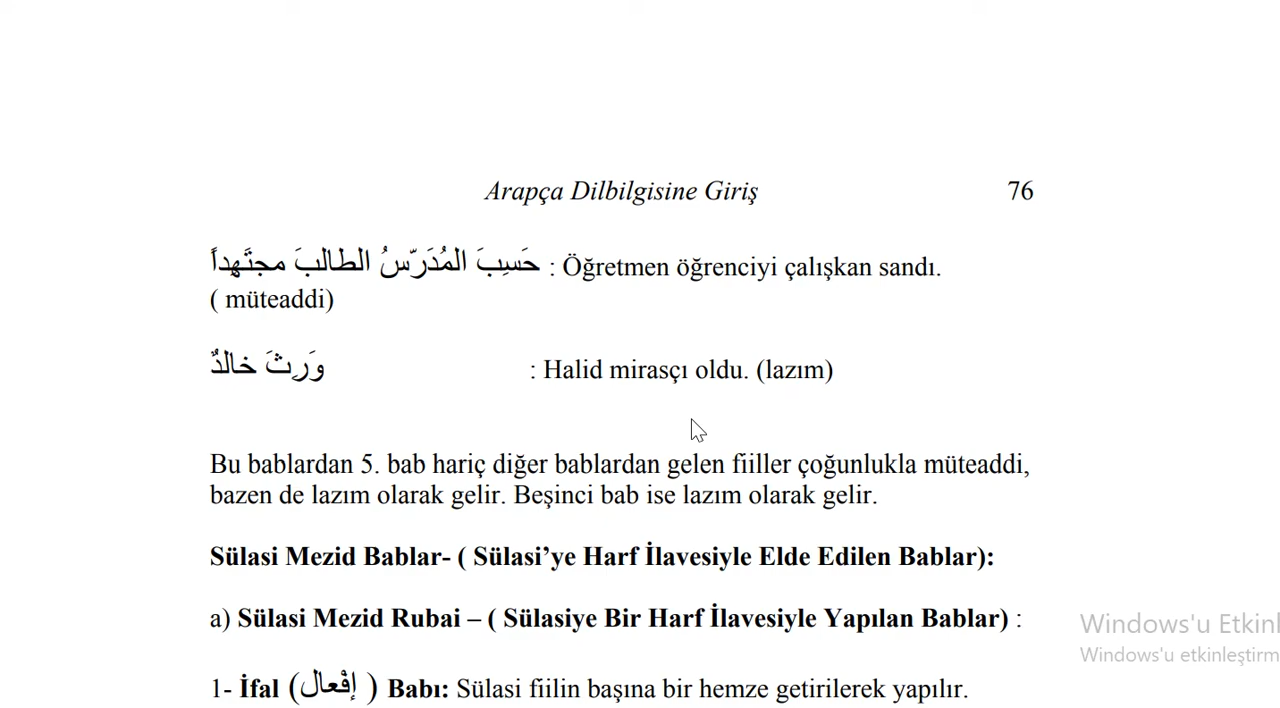 Arapça Dilbilgisine Giriş 76
حَسِبَ المُدَرّسُ الطالبَ مجتَهِداً : Öğretmen öğrenciyi çalışkan sandı.
( müteaddi)
وَرِثَ خالدٌ : Halid mirasçı oldu. (lazım)
Bu bablardan 5. bab hariç diğer bablardan gelen fiiller çoğunlukla müteaddi,
bazen de lazım olarak gelir. Beşinci bab ise lazım olarak gelir.
Sülasi Mezid Bablar- ( Sülasi’ye Harf İlavesiyle Elde Edilen Bablar):
a) Sülasi Mezid Rubai – ( Sülasiye Bir Harf İlavesiyle Yapılan Bablar) :
Windows'u Etkinl
Windows'u etkinleştirm
1- İfal (إفْعال ) Babı: Sülasi fiilin başına bir hemze getirilerek yapılır.